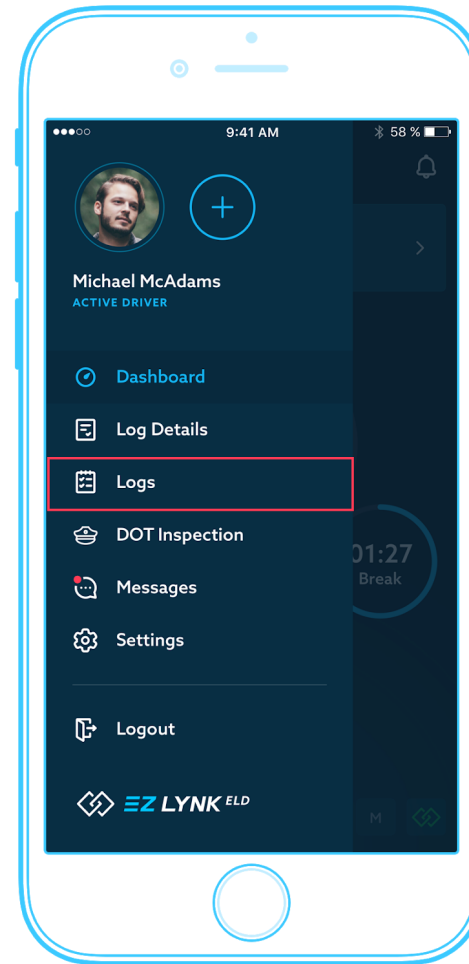 9:41 AM
58 %
Michael McAdams
ACTIVE DRIVER
Dashboard
Log Details
Logs
DOT Inspection
01:27
Break
Messages
Settings
Logout
EZ LYNK ELD
M